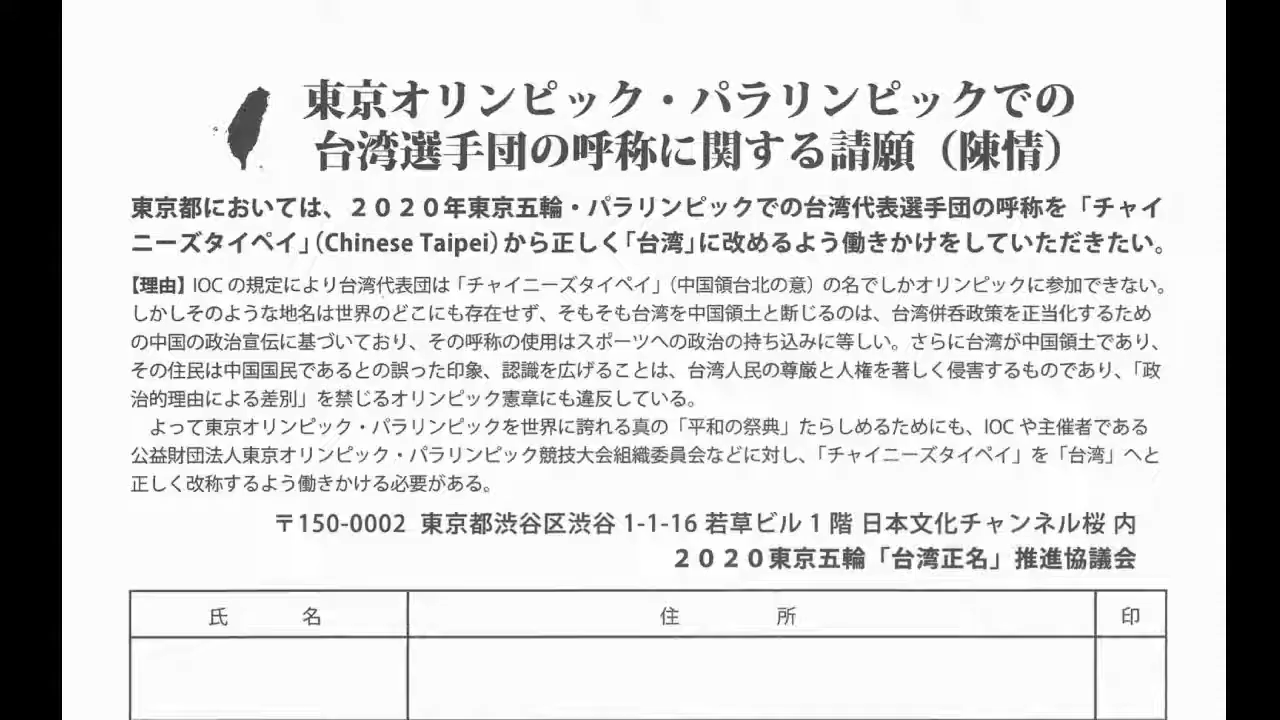 東京オリンピック・パラリンピックでの
台湾選手団の呼称に関する請願（陳情）
東京都においては、２０２０年東京五輪・パラリンピックでの台湾代表選手団の呼称を「チャイ
ニーズタイペイ」（Chinese Taipei）から正しく「台湾」に改めるよう働きかけをしていただきたい。
【理由】IOC の規定により台湾代表団は「チャイニーズタイペイ」（中国領台北の意）の名でしかオリンピックに参加できない。
しかしそのような地名は世界のどこにも存在せず、そもそも台湾を中国領土と断じるのは、台湾併呑政策を正当化するため
の中国の政治宣伝に基づいており、その呼称の使用はスポーツへの政治の持ち込みに等しい。さらに台湾が中国領土であり、
その住民は中国国民であるとの誤った印象、認識を広げることは、台湾人民の尊厳と人権を著しく侵害するものであり、「政
治的理由による差別」を禁じるオリンピック憲章にも違反している。
よって東京オリンピック・パラリンピックを世界に誇れる真の「平和の祭典」たらしめるためにも、IOC や主催者である
公益財団法人東京オリンピック・パラリンピック競技大会組織委員会などに対し、「チャイニーズタイペイ」を「台湾」へと
正しく改称するよう働きかける必要がある。
〒150-0002 東京都渋谷区渋谷 1-1-16 若草ビル 1 階 日本文化チャンネル桜 内
２０２０東京五輪「台湾正名」推進協議会
氏 名 住 所 印